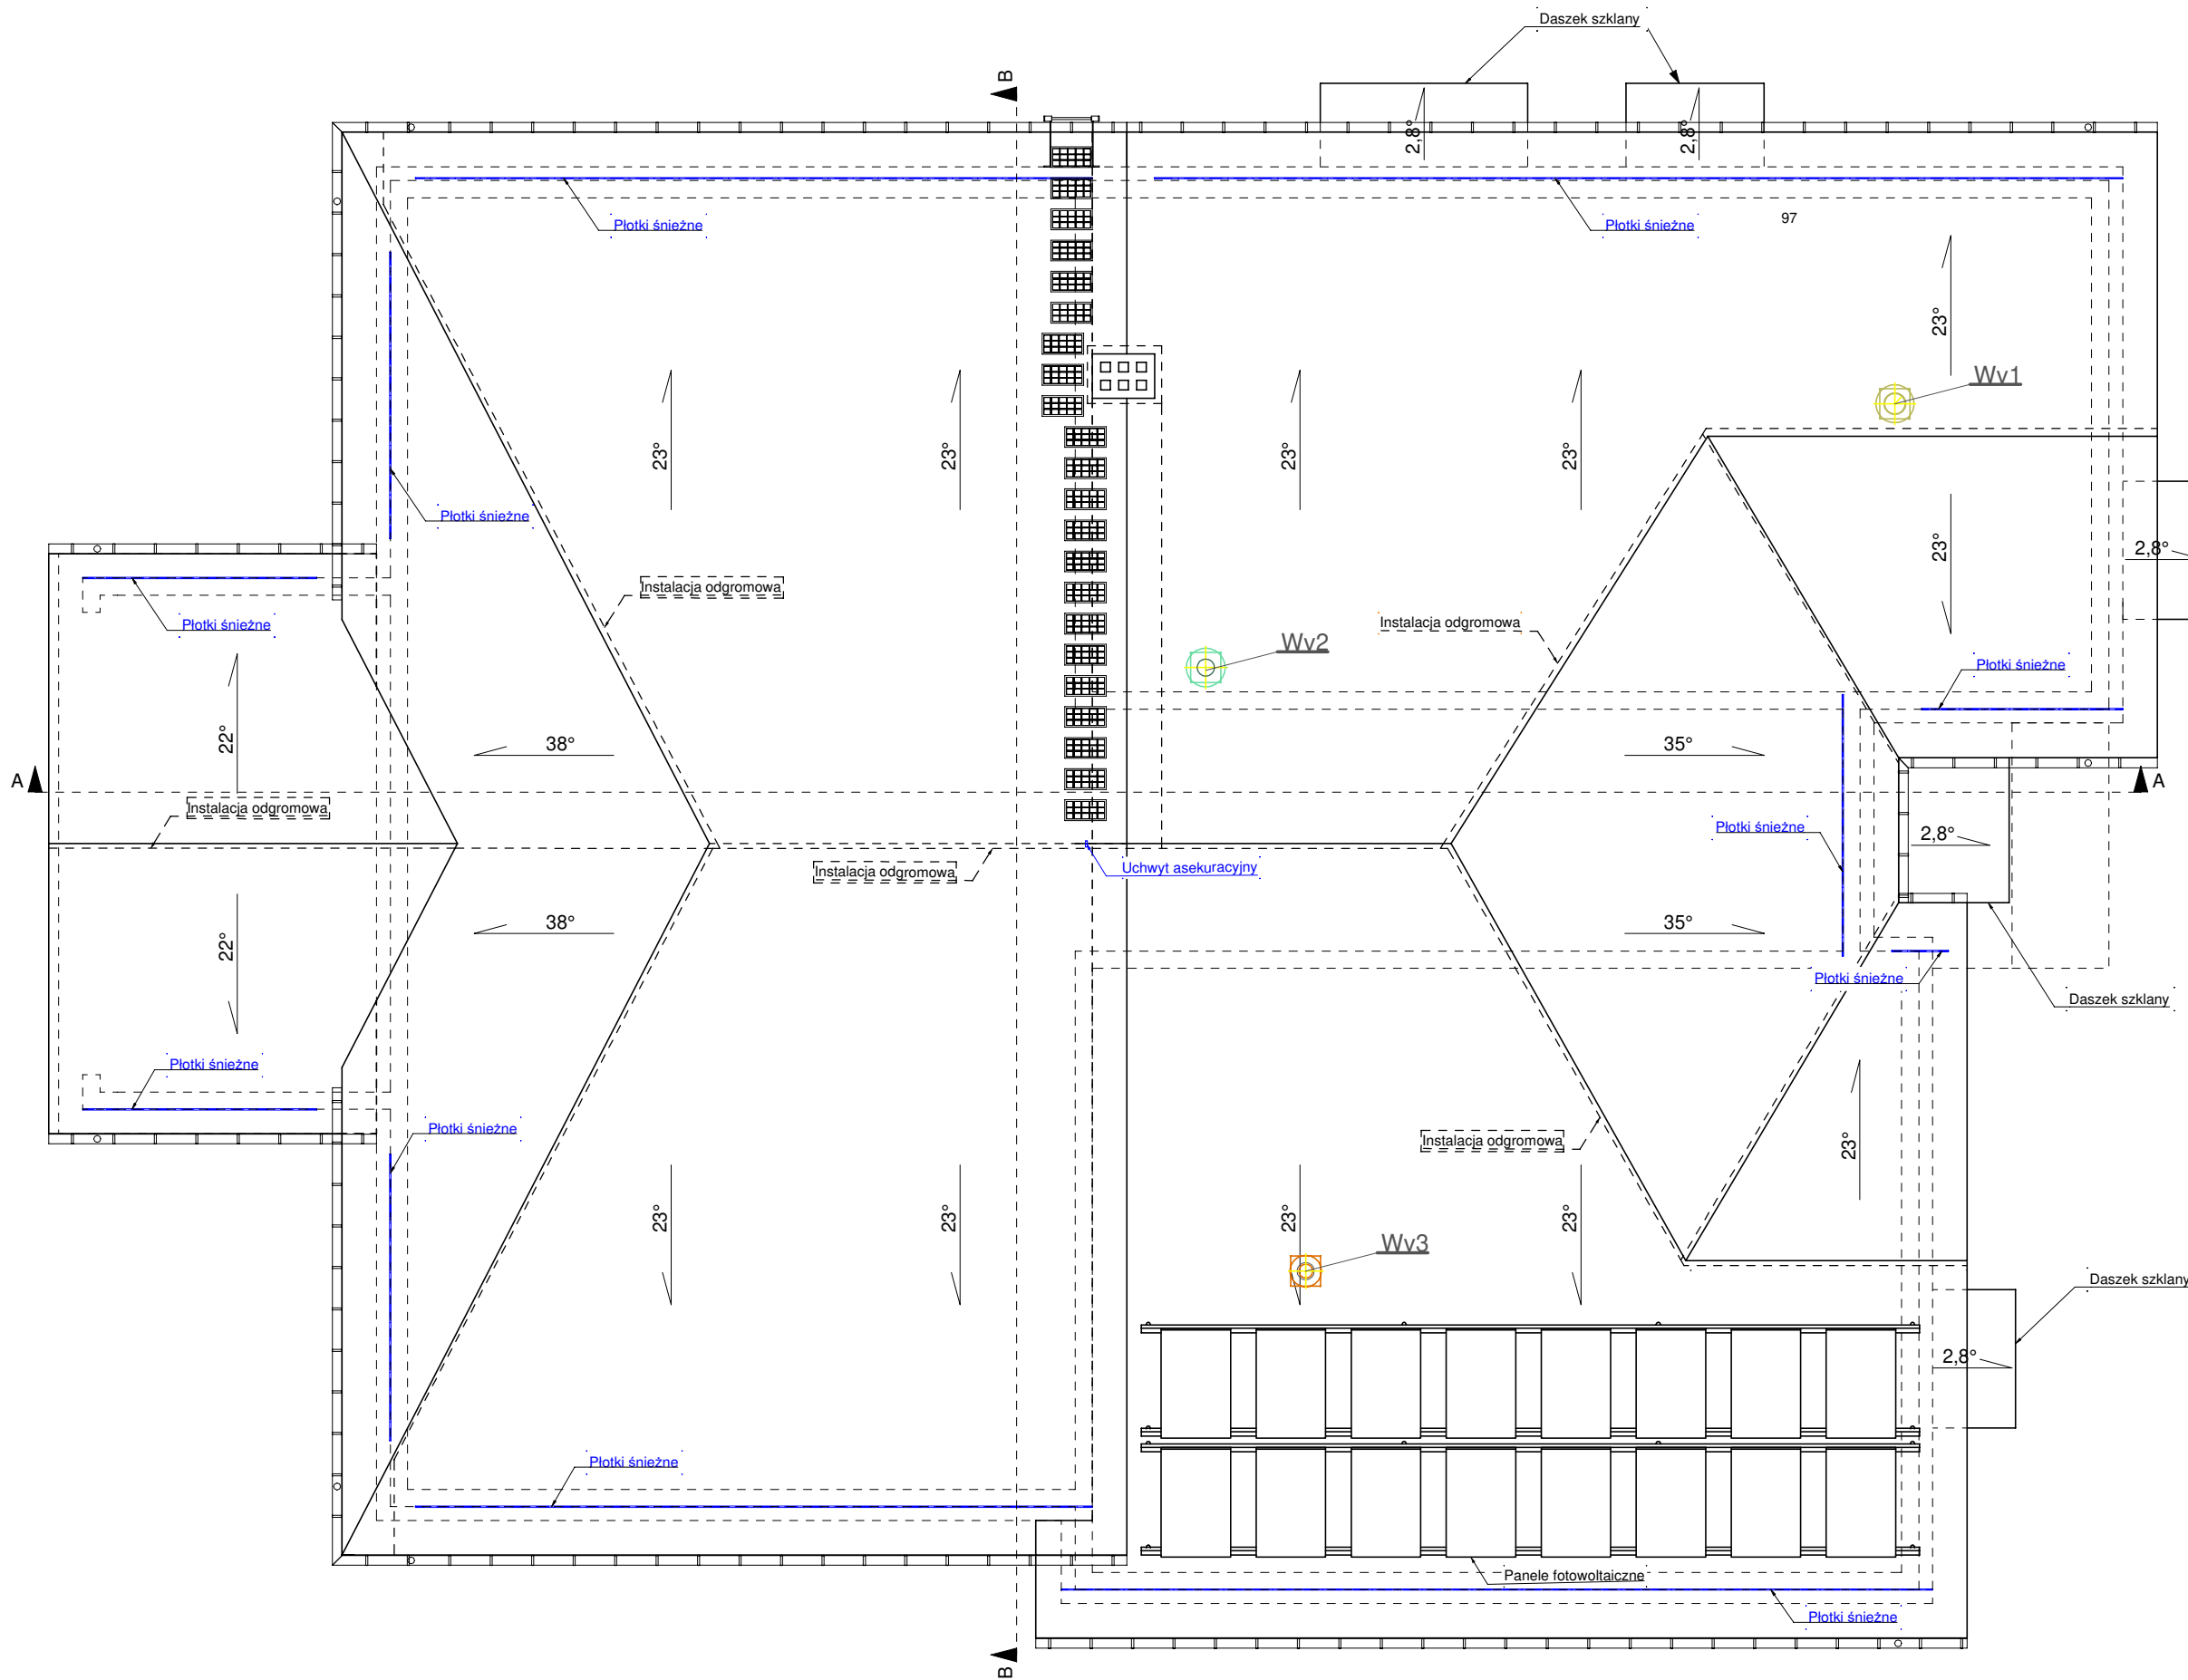 Daszek szklany
B
2,8°
2,8°
Płotki śnieżne
Płotki śnieżne
97
23°
Wv1
23°
23°
23°
23°
Płotki śnieżne
23°
2,8°
Instalacja odgromowa
Płotki śnieżne
Instalacja odgromowa
Wv2
Płotki śnieżne
22°
38°
35°
A
A
Instalacja odgromowa
Płotki śnieżne
2,8°
Instalacja odgromowa
Uchwyt asekuracyjny
38°
35°
22°
Płotki śnieżne
Daszek szklany
Płotki śnieżne
Płotki śnieżne
Instalacja odgromowa
23°
23°
23°
23°
23°
Wv3
Daszek szklany
2,8°
Płotki śnieżne
Panele fotowoltaiczne
Płotki śnieżne
B